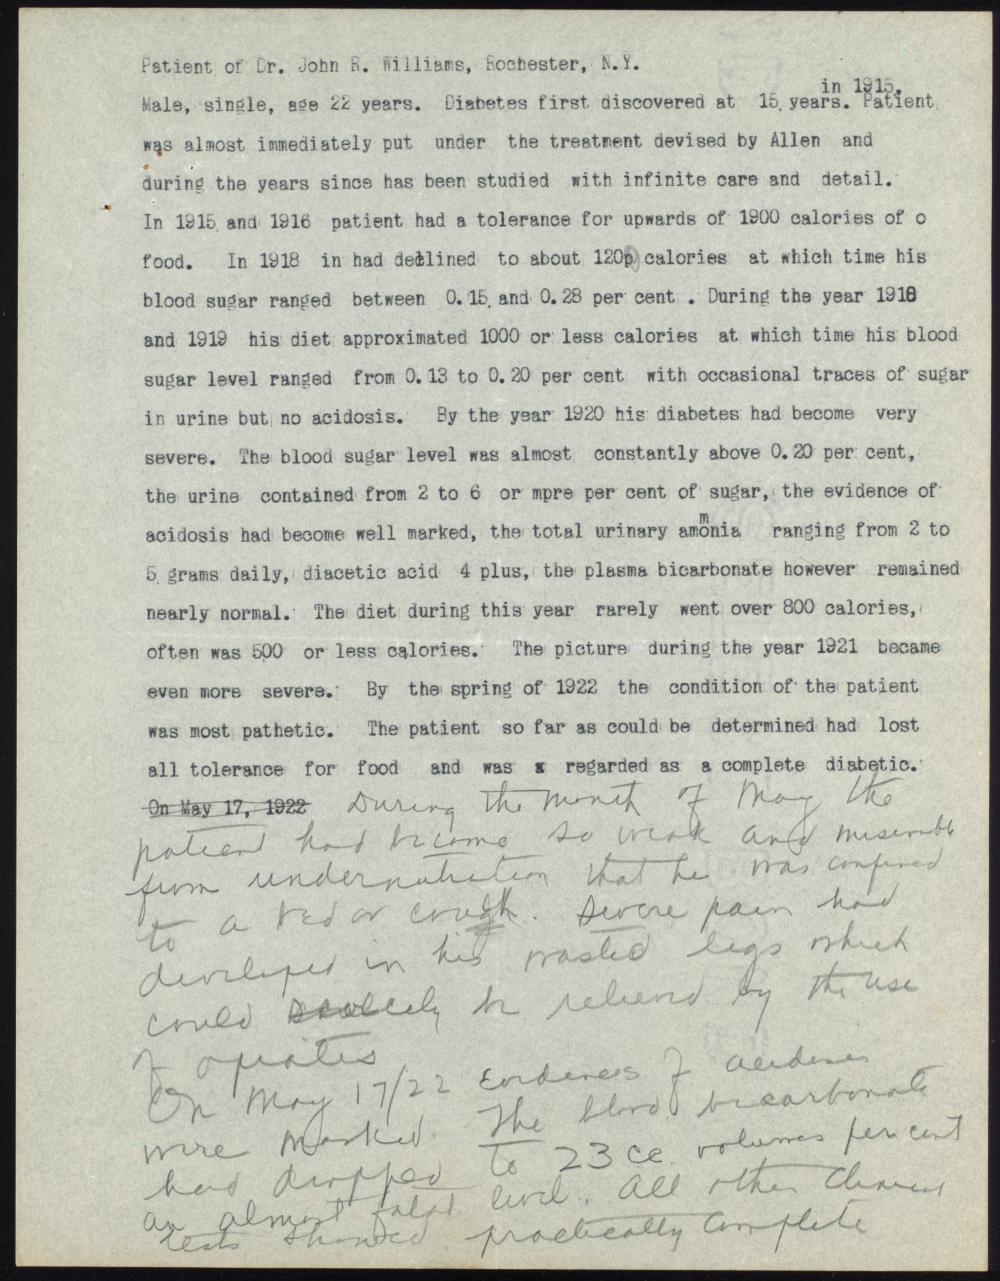 Patient of Dr. John R. Williams, Rochester, N.Y.
in 1915.
Male, single, age 22 years. Diabetes first discovered at 15 years. Patient
was almost immediately put under the treatment devised by Allen and
during the years since has been studied with infinite care and detail.
In 1915 and 1916 patient had a tolerance for upwards of 1900 calories of o
food. In 1918 in had declined to about 120p calories at which time his
blood sugar ranged between 0.15 and 0.28 per cent . During the year 1918
and 1919 his diet approximated 1000 or less calories at which time his blood
sugar level ranged from 0.13 to 0.20 per cent with occasional traces of sugar
in urine but no acidosis. By the year 1920 his diabetes had become very
severe. The blood sugar level was almost constantly above 0.20 per cent,
the urine contained from 2 to 6 or mpre per cent of sugar, the evidence of
acidosis had become well marked, the total urinary ammonia ranging from 2 to
5 grams daily, diacetic acid 4 plus, the plasma bicarbonate however remained
nearly normal. The diet during this year rarely went over 800 calories,
often was 500 or less calories. The picture during the year 1921 became
even more severe. By the spring of 1922 the condition of the patient
was most pathetic. The patient so far as could be determined had lost
all tolerance for food and was x regarded as a complete diabetic.
On May 17, 1922 During the month of May the
patient had become so weak and miserable
from undernutrition that he was confined
to a bed or couch. Severe pain had
developed in his wasted legs which
could scarcely be relieved by the use
of opiates
On May 17/22 evidences of acidosis
were marked. The blood bicarbonate
had dropped to 23 cc. volumes per cent
an almost fatal level. All other clinical
tests showed practically complete